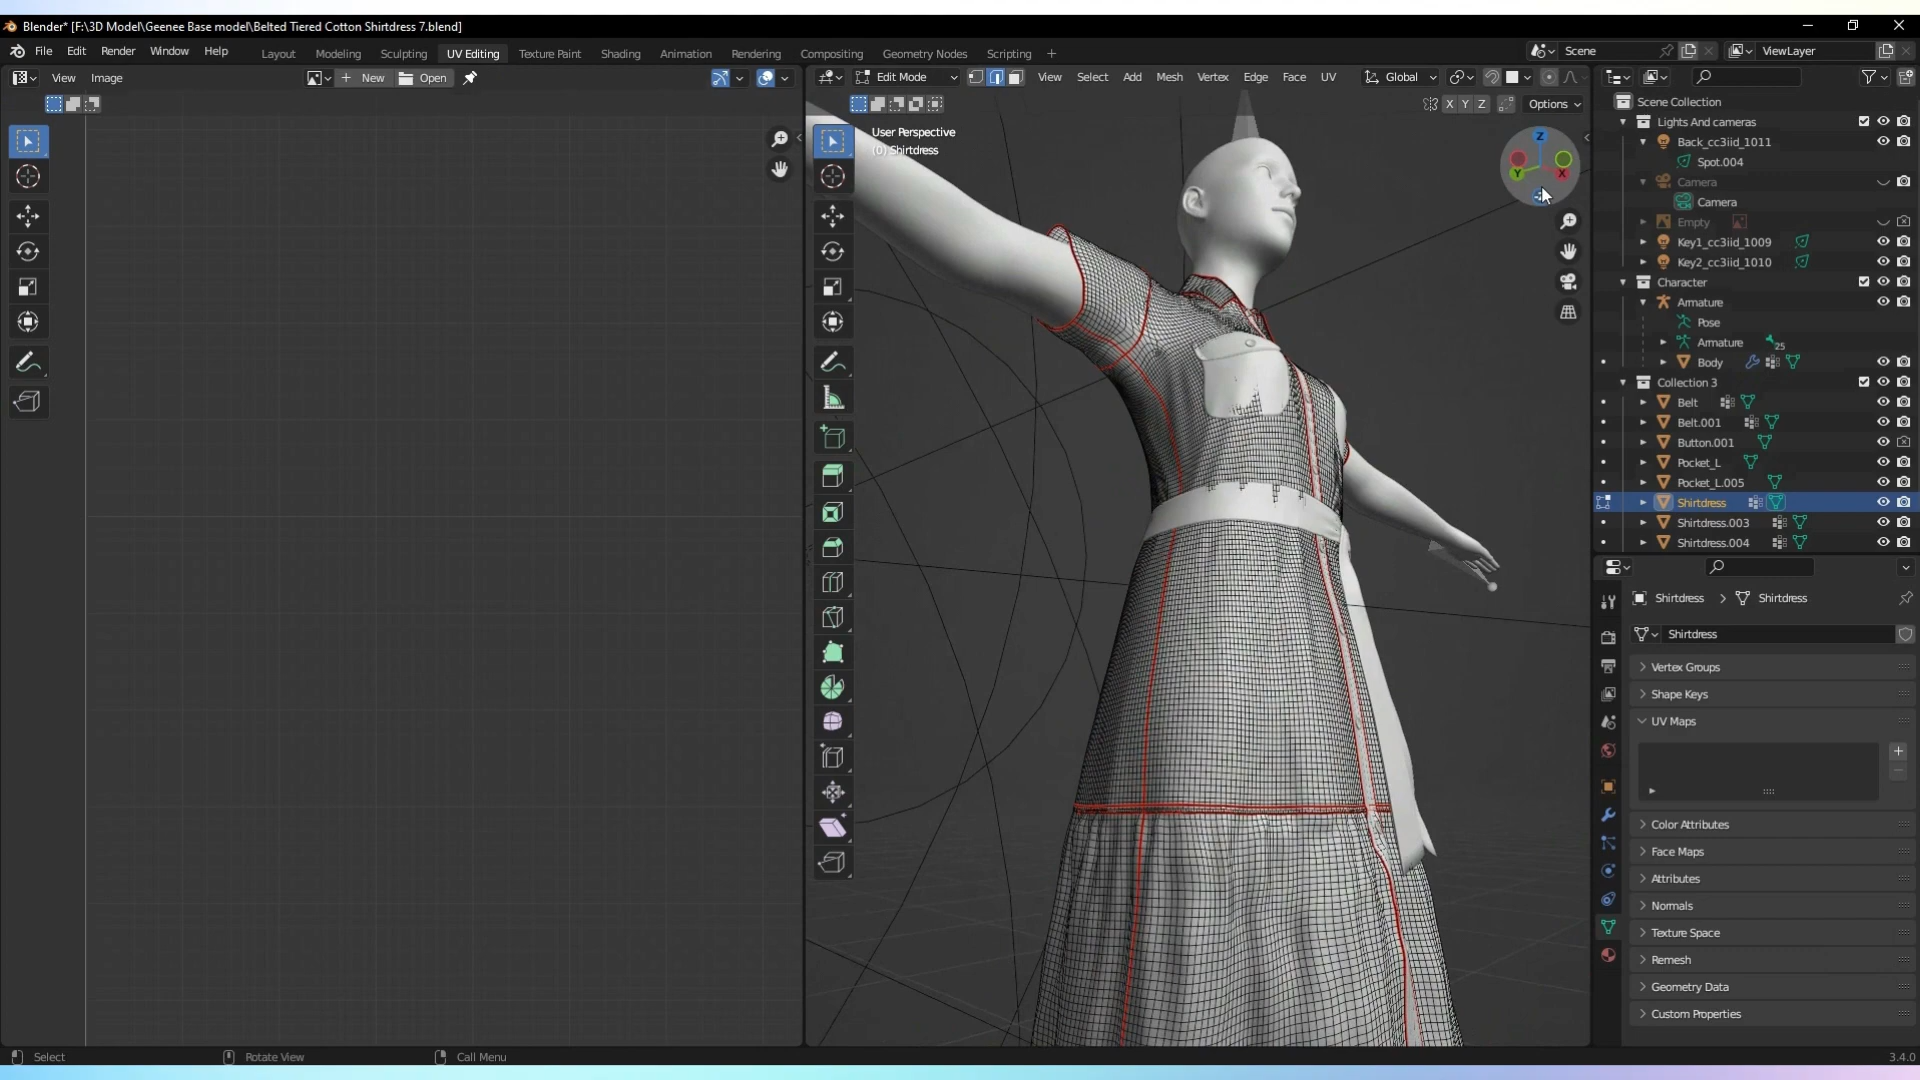 Blender* [F:\3D Model\Geenee Base model\Belted Tiered Cotton Shirtdress 7.blend]
File Edit Render Window Help
Layout Modeling Sculpting UV Editing Texture Paint Shading Animation Rendering Compositing Geometry Nodes Scripting +
Scene
ViewLayer
View Image
New
Open
Edit Mode
View Select Add Mesh Vertex Edge Face UV
Global
X Y Z
Options
User Perspective
(0) Shirtdress
Z
Y
X
Scene Collection
Lights And cameras
Back_cc3iid_1011
Spot.004
Camera
Camera
Empty
Key1_cc3iid_1009
Key2_cc3iid_1010
Character
Armature
Pose
Armature
25
Body
Collection 3
Belt
Belt.001
Button.001
Pocket_L
Pocket_L.005
Shirtdress
Shirtdress.003
Shirtdress.004
Shirtdress > Shirtdress
Shirtdress
Vertex Groups
Shape Keys
UV Maps
Color Attributes
Face Maps
Attributes
Normals
Texture Space
Remesh
Geometry Data
Custom Properties
Select
Rotate View
Call Menu
3.4.0